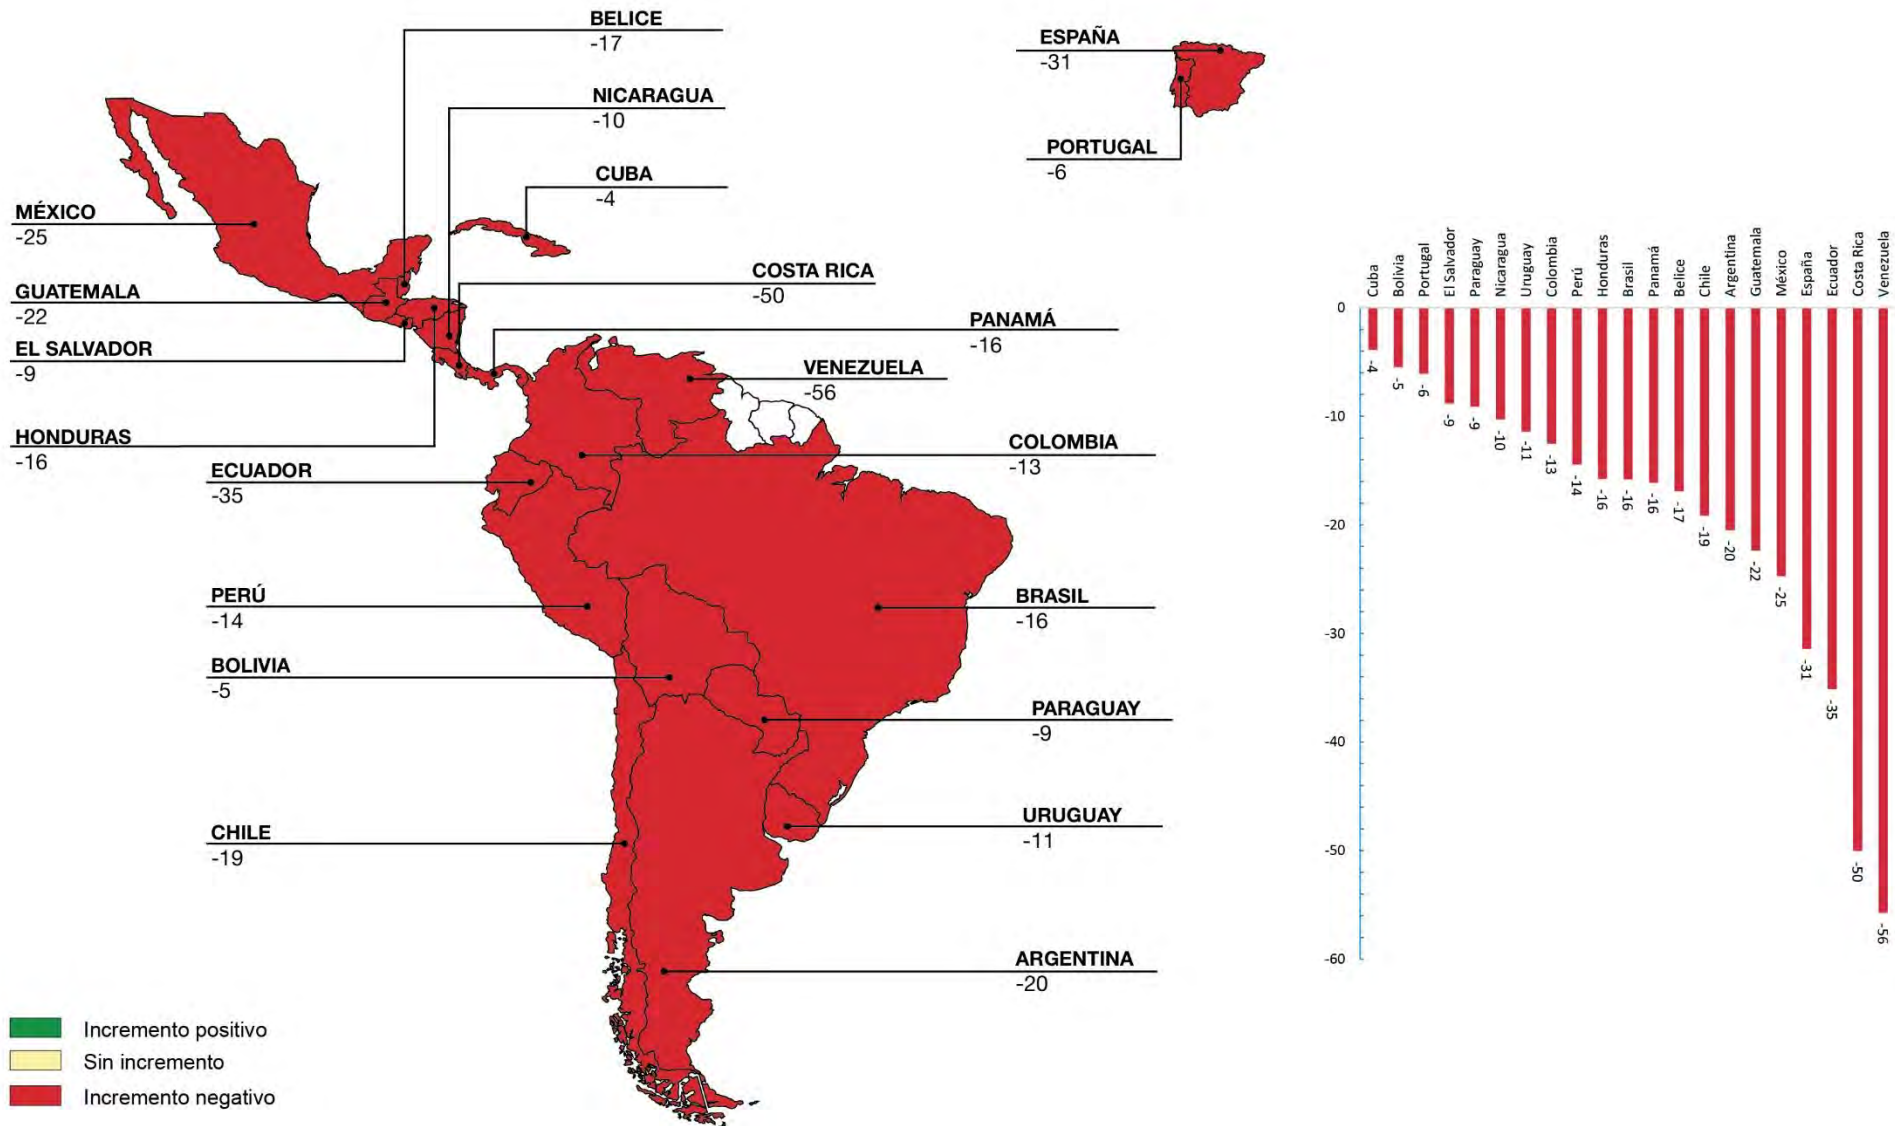 BELICE
-17
NICARAGUA
-10
CUBA
-4
ESPAÑA
-31
PORTUGAL
-6
MÉXICO
-25
GUATEMALA
-22
EL SALVADOR
-9
HONDURAS
-16
COSTA RICA
-50
PANAMÁ
-16
VENEZUELA
-56
COLOMBIA
-13
ECUADOR
-35
PERÚ
-14
BRASIL
-16
BOLIVIA
-5
PARAGUAY
-9
URUGUAY
-11
CHILE
-19
ARGENTINA
-20
Incremento positivo
Sin incremento
Incremento negativo
Cuba
Bolivia
Portugal
El Salvador
Paraguay
Nicaragua
Uruguay
Colombia
Perú
Honduras
Brasil
Panamá
Belice
Chile
Argentina
Guatemala
México
España
Ecuador
Costa Rica
Venezuela
0
-10
-20
-30
-40
-50
-60
-4
-5
-6
-9
-9
-10
-11
-13
-14
-16
-16
-16
-17
-19
-20
-22
-25
-31
-35
-50
-56